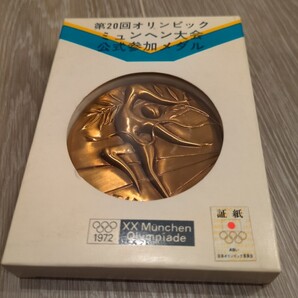 第20回オリンピック
ミュンヘン大会
公式参加メダル
XX München
Olympiade
1972
証紙